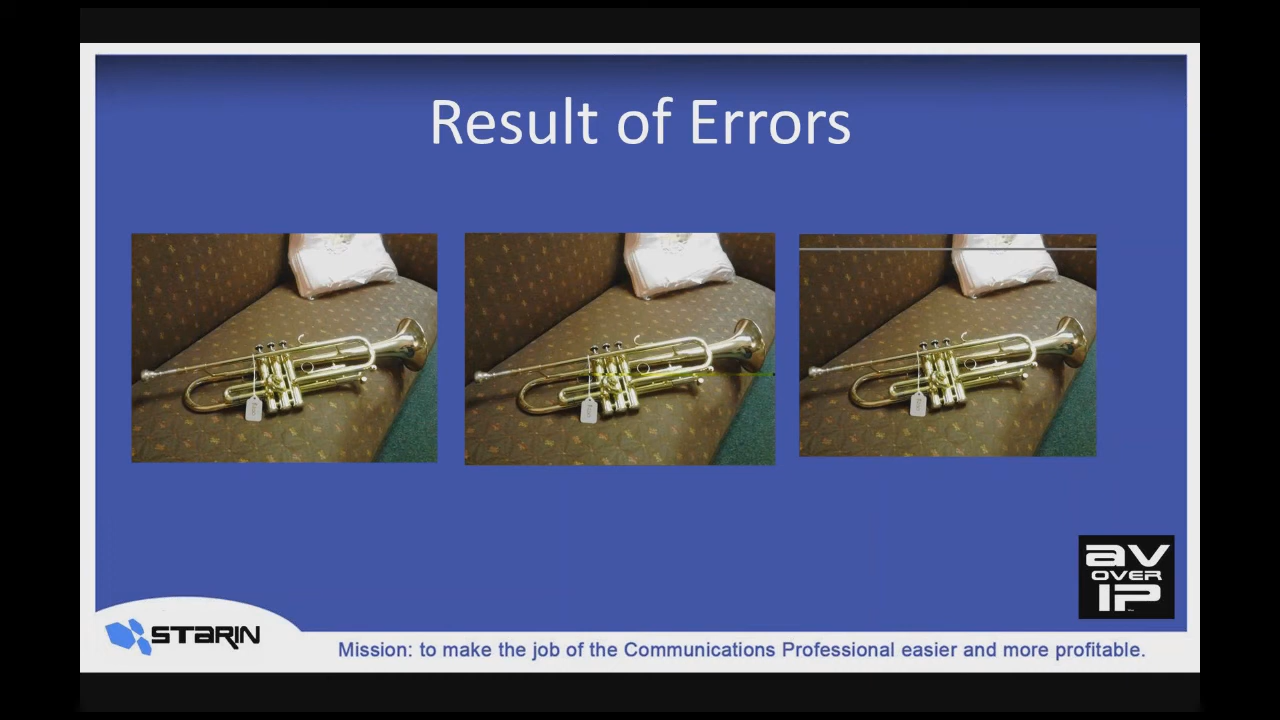 Result of Errors
av
OVER
IP
STARIN
Mission: to make the job of the Communications Professional easier and more profitable.